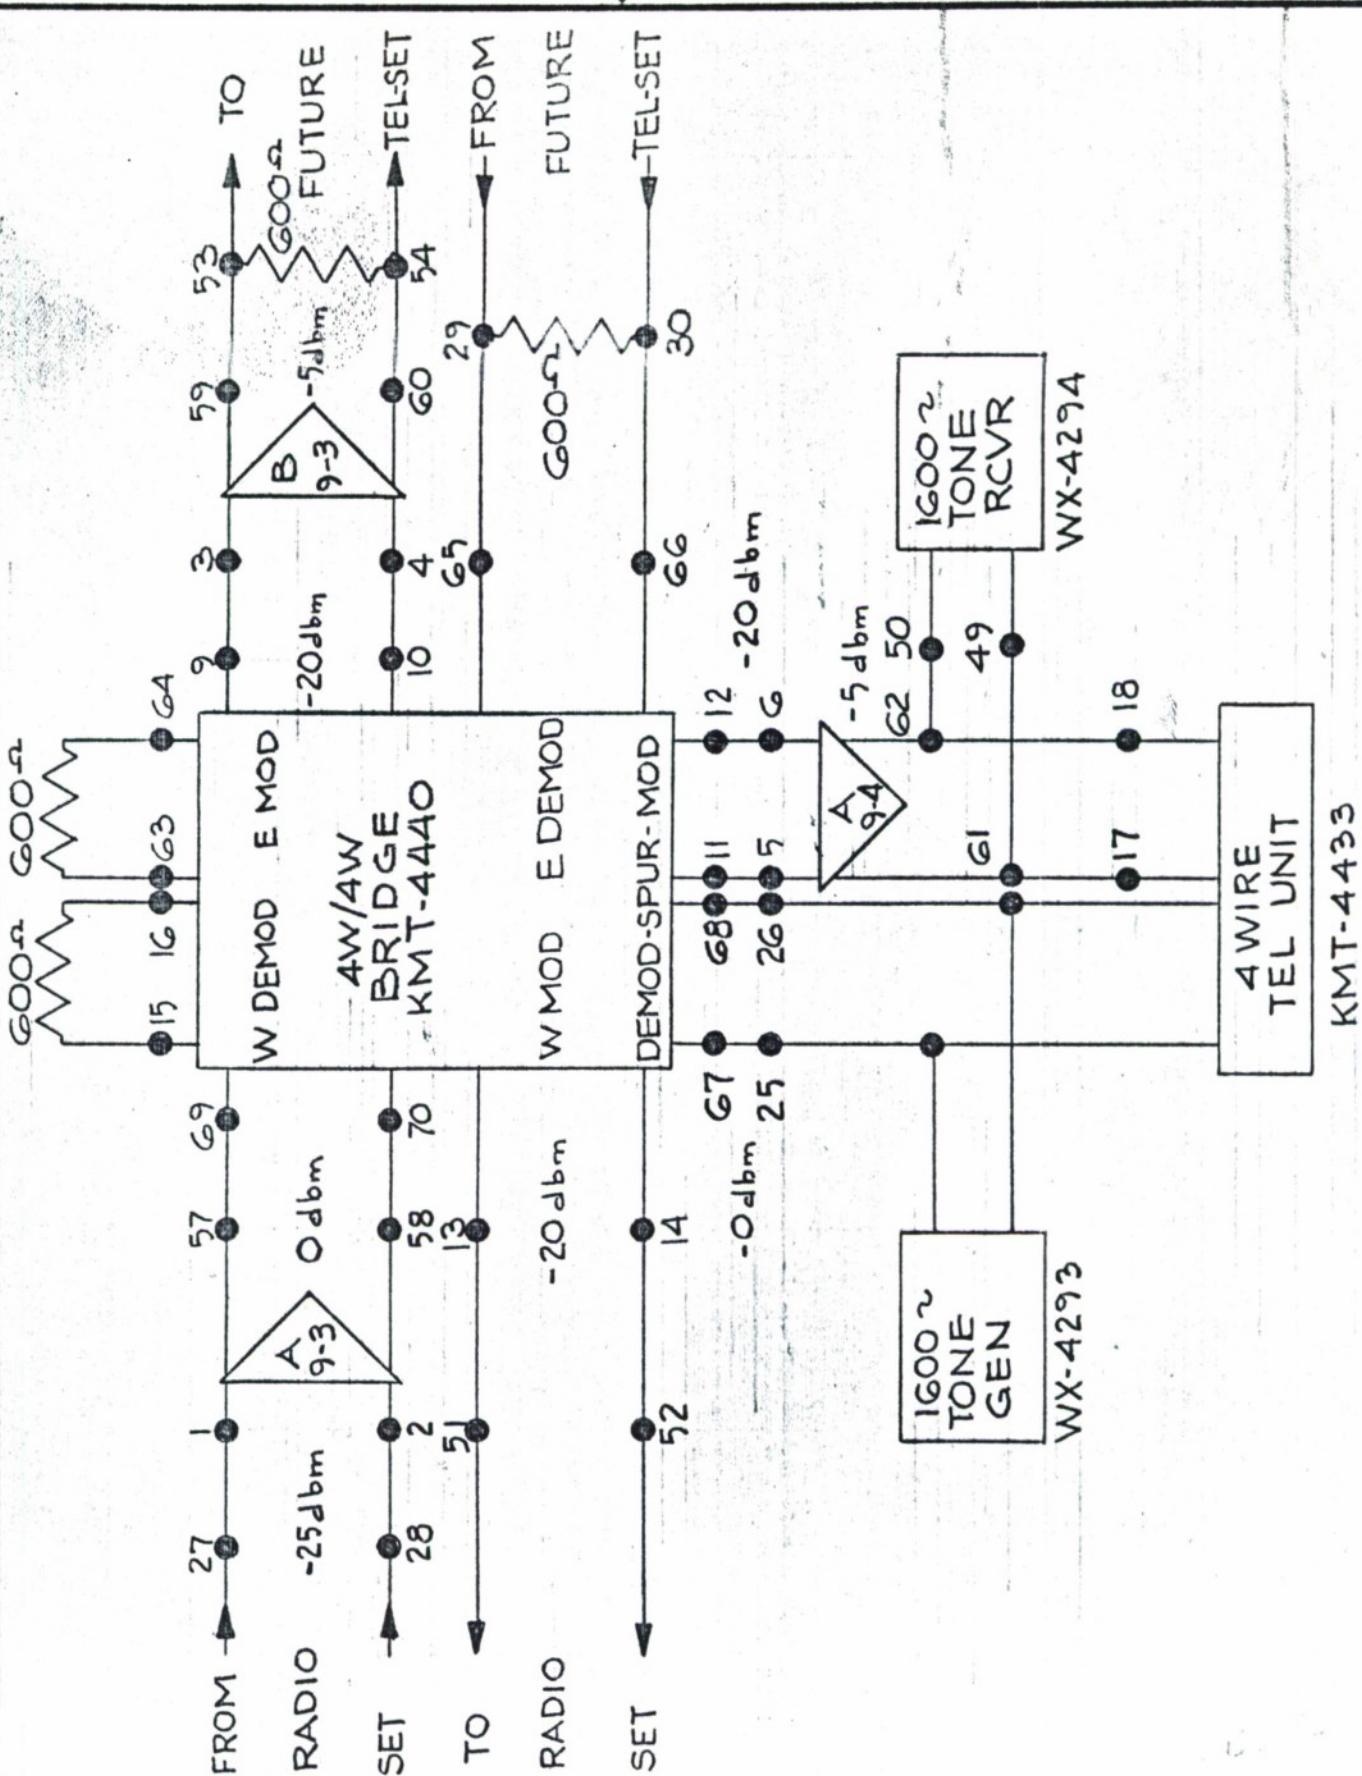 600Ω
600Ω
15
16
63
64
FROM
RADIO
SET
27
-25dbm
28
1
2
A
9-3
57
0dbm
58
69
70
W DEMOD E MOD
4W/4W
BRIDGE
KMT-4440
W MOD E DEMOD
DEMOD-SPUR-MOD
9
-20dbm
10
3
4
B
9-3
59
-5dbm
60
53
600Ω
54
TO
FUTURE
TEL-SET
TO
RADIO
SET
51
52
13
-20dbm
14
65
66
29
600Ω
30
FROM
FUTURE
TEL-SET
67
68
11
12
-0dbm
25
26
5
6
-20dbm
A
9-4
-5dbm
62
50
61
49
1600~
TONE
GEN
WX-4293
1600~
TONE
RCVR
WX-4294
17
18
4 WIRE
TEL UNIT
KMT-4433